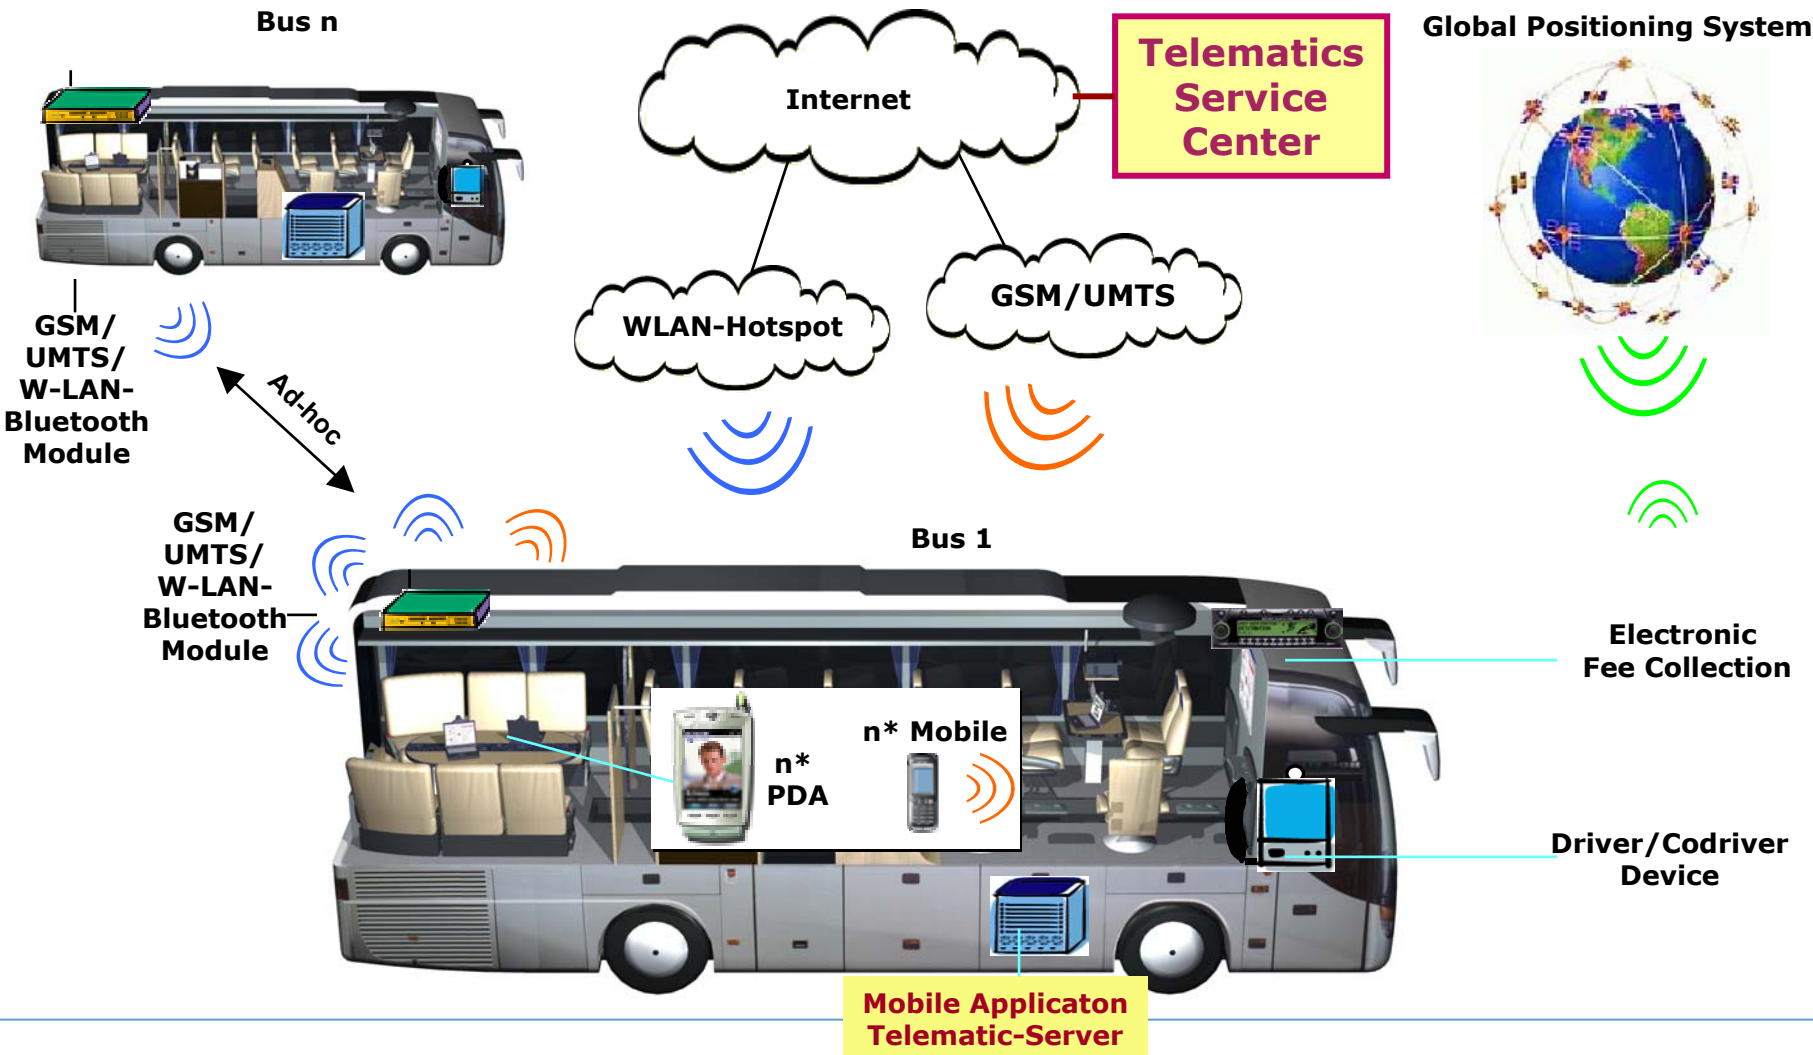 Bus n
Internet
Telematics
Service
Center
Global Positioning System
WLAN-Hotspot
GSM/UMTS
GSM/
UMTS/
W-LAN-
Bluetooth
Module
Ad-hoc
GSM/
UMTS/
W-LAN-
Bluetooth
Module
Bus 1
Electronic
Fee Collection
n*
PDA
n* Mobile
Driver/Codriver
Device
Mobile Applicaton
Telematic-Server